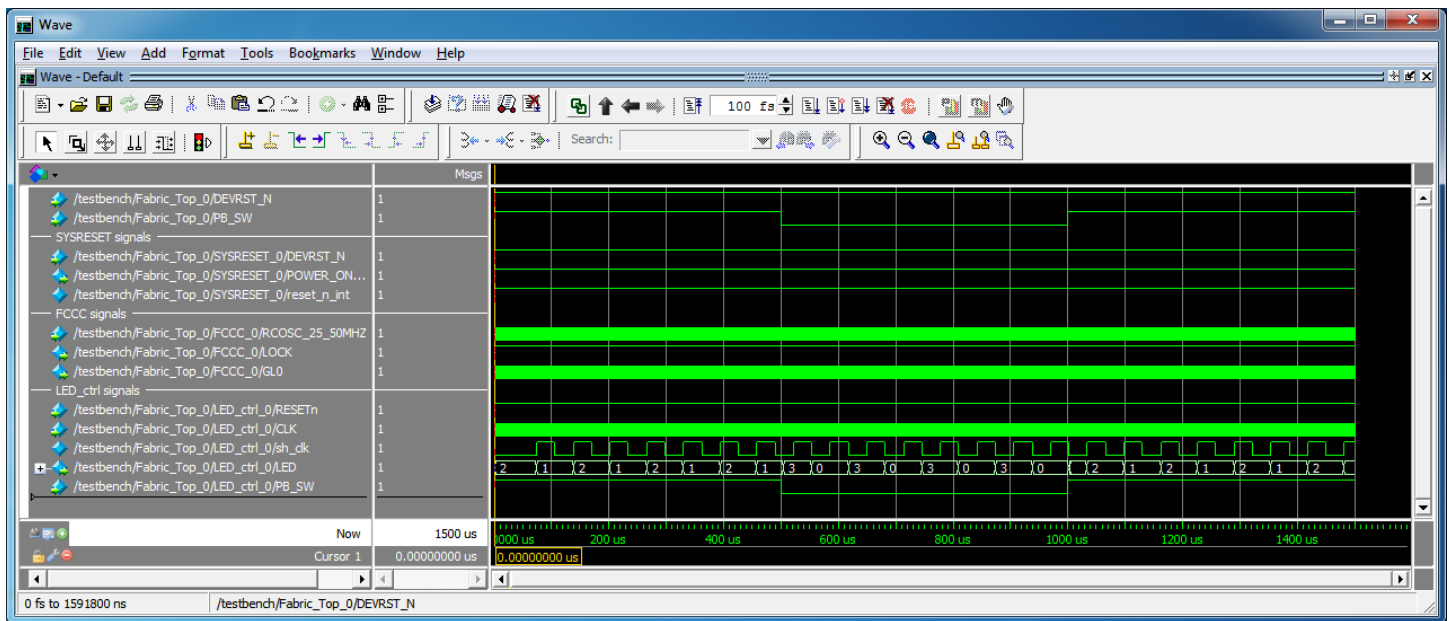 Wave
File Edit View Add Format Tools Bookmarks Window Help
Wave - Default
100 fs
Search:
Msgs
/testbench/Fabric_Top_0/DEVRST_N 1
/testbench/Fabric_Top_0/PB_SW 1
SYSRESET signals
/testbench/Fabric_Top_0/SYSRESET_0/DEVRST_N 1
/testbench/Fabric_Top_0/SYSRESET_0/POWER_ON... 1
/testbench/Fabric_Top_0/SYSRESET_0/reset_n_int 1
FCCC signals
/testbench/Fabric_Top_0/FCCC_0/RCOSC_25_50MHZ 1
/testbench/Fabric_Top_0/FCCC_0/LOCK 1
/testbench/Fabric_Top_0/FCCC_0/GL0 1
LED_ctrl signals
/testbench/Fabric_Top_0/LED_ctrl_0/RESETn 1
/testbench/Fabric_Top_0/LED_ctrl_0/CLK 1
/testbench/Fabric_Top_0/LED_ctrl_0/sh_clk 1
/testbench/Fabric_Top_0/LED_ctrl_0/LED 1 2 1 2 1 2 1 2 1 3 0 3 0 3 0 3 0 2 1 2 1 2 1 2
/testbench/Fabric_Top_0/LED_ctrl_0/PB_SW 1
Now 1500 us 0000 us 200 us 400 us 600 us 800 us 1000 us 1200 us 1400 us
Cursor 1 0.00000000 us 0.00000000 us
0 fs to 1591800 ns /testbench/Fabric_Top_0/DEVRST_N